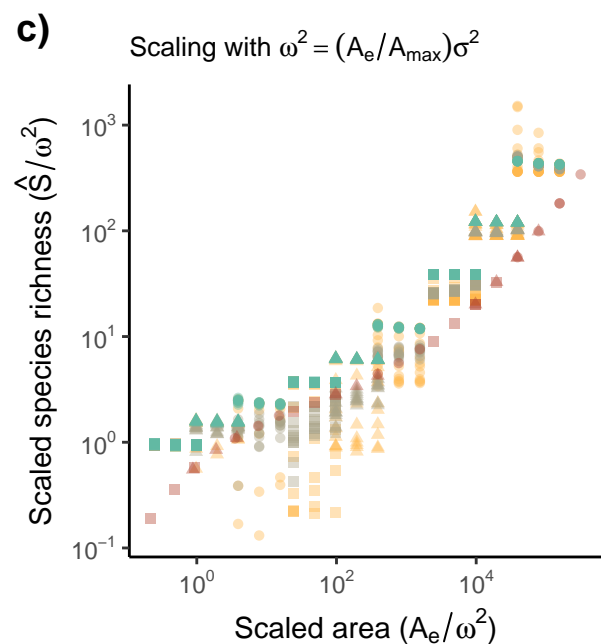 c)
Scaling with ω² = (Aₑ/Aₘₐₓ)σ²
Scaled species richness (Ŝ/ω²)
10³
10²
10¹
10⁰
10⁻¹
10⁰
10²
10⁴
Scaled area (Aₑ/ω²)